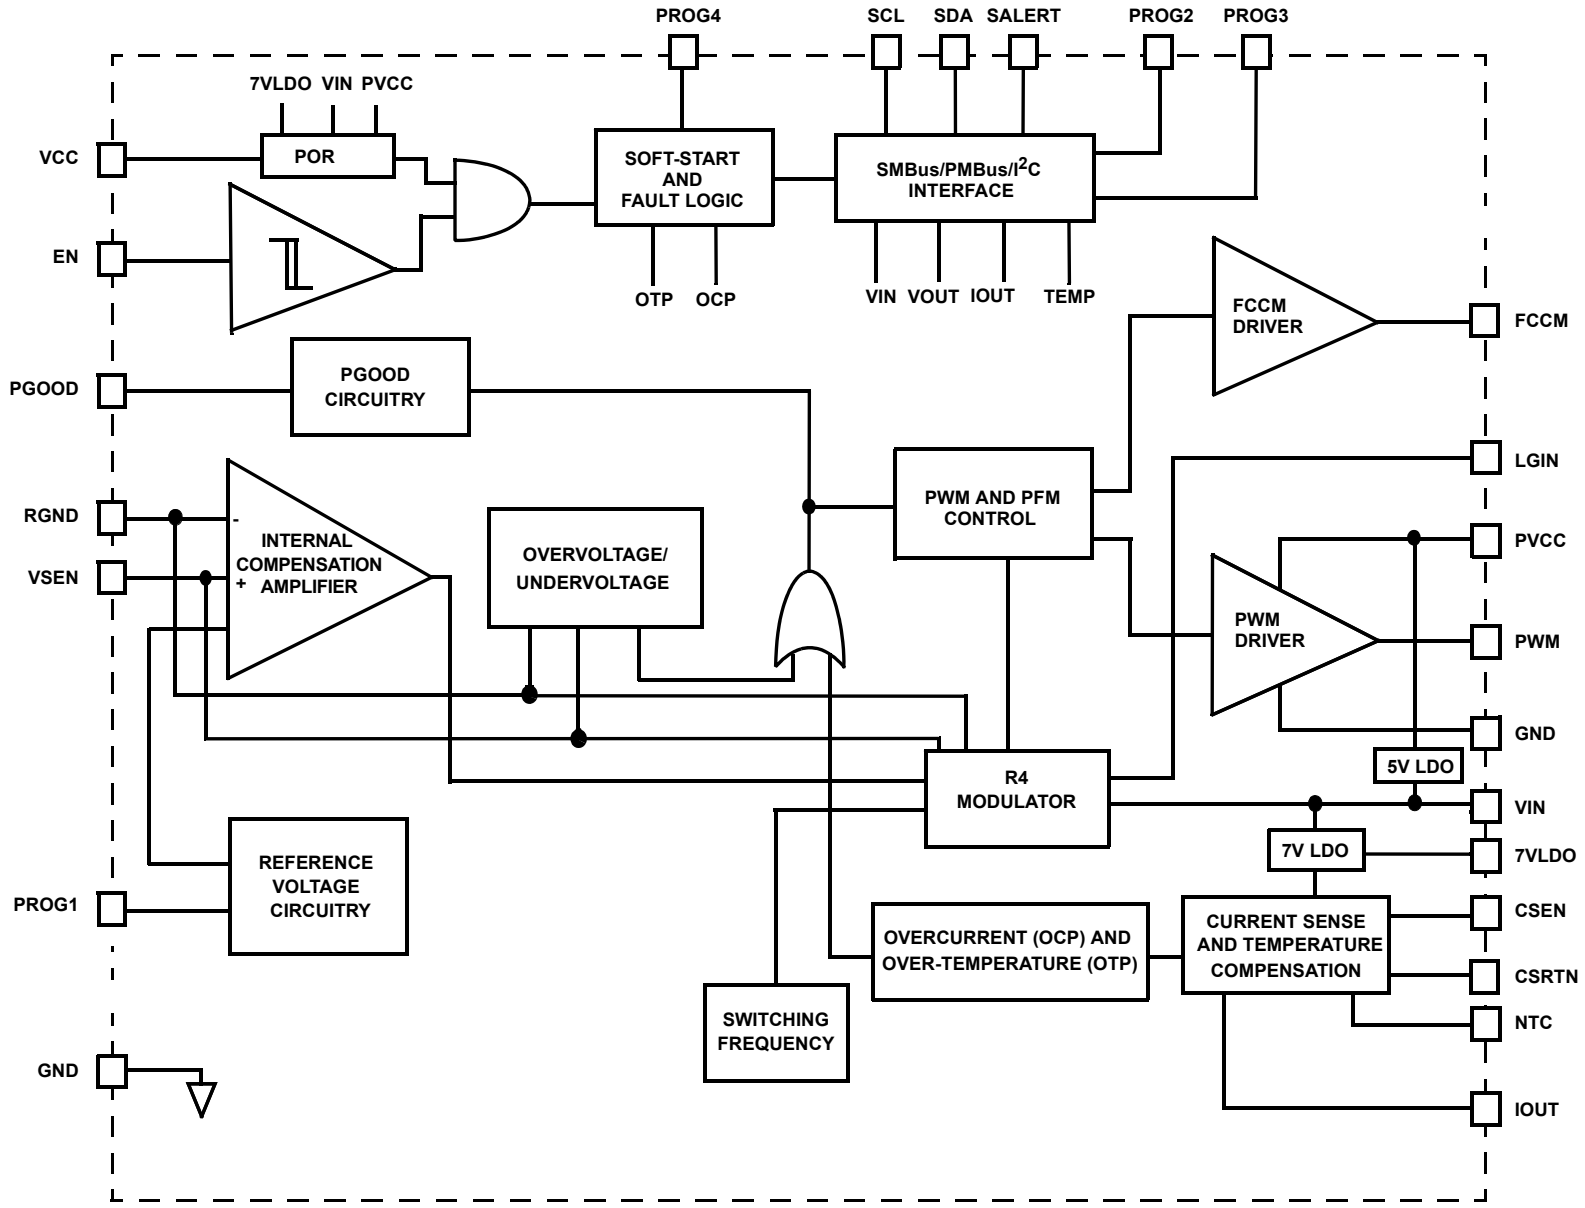 PROG4
SCL
SDA
SALERT
PROG2
PROG3
7VLDO
VIN
PVCC
VCC
POR
SOFT-START
AND
FAULT LOGIC
SMBus/PMBus/I²C
INTERFACE
EN
OTP
OCP
VIN
VOUT
IOUT
TEMP
FCCM
DRIVER
FCCM
PGOOD
PGOOD
CIRCUITRY
LGIN
RGND
-
INTERNAL
COMPENSATION
AMPLIFIER
+
VSEN
OVERVOLTAGE/
UNDERVOLTAGE
PWM AND PFM
CONTROL
PVCC
PWM
DRIVER
PWM
GND
5V LDO
R4
MODULATOR
VIN
7V LDO
7VLDO
REFERENCE
VOLTAGE
CIRCUITRY
PROG1
OVERCURRENT (OCP) AND
OVER-TEMPERATURE (OTP)
CURRENT SENSE
AND TEMPERATURE
COMPENSATION
CSEN
CSRTN
NTC
SWITCHING
FREQUENCY
GND
IOUT